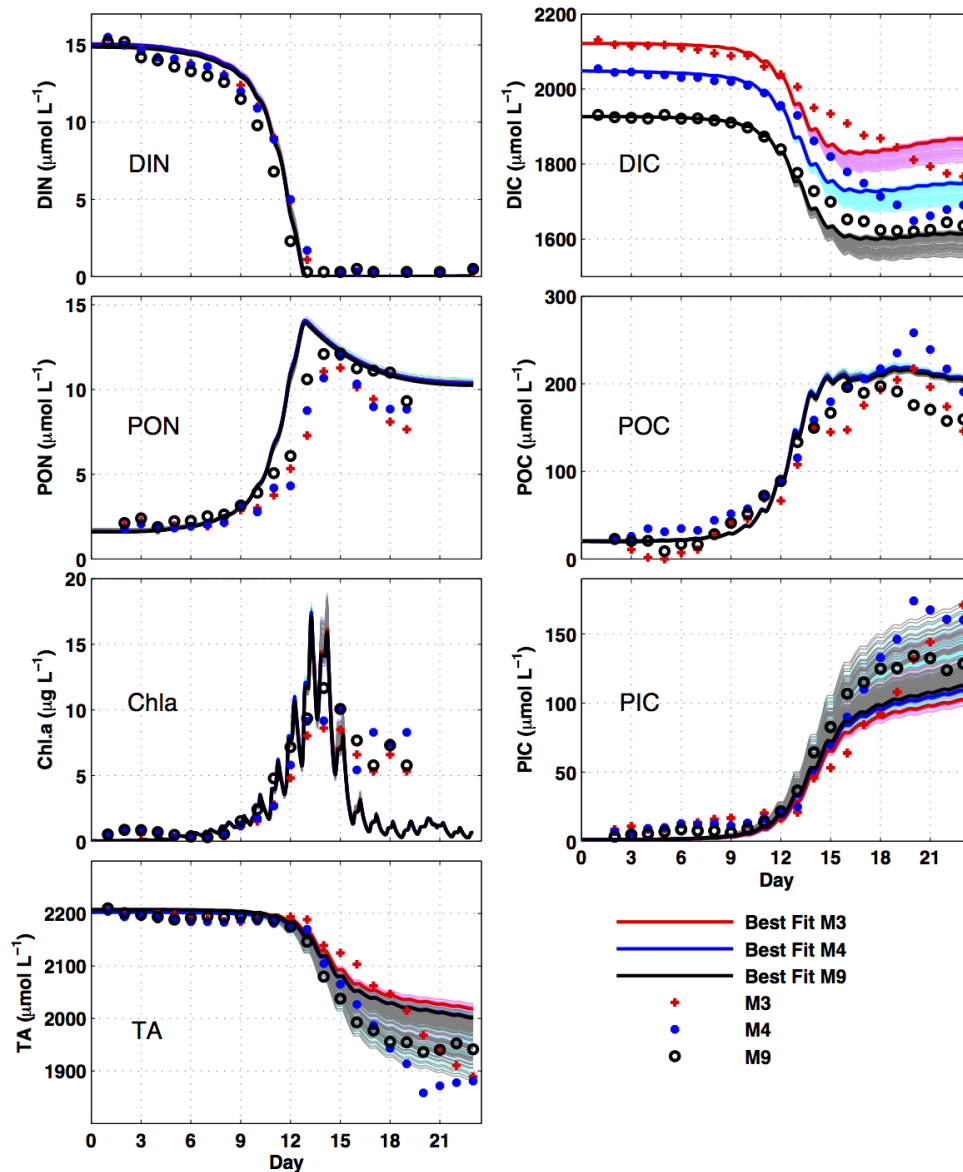 DIN (μmol L⁻¹)
15
10
5
0
DIN
DIC (μmol L⁻¹)
2200
2000
1800
1600
DIC
PON (μmol L⁻¹)
15
10
5
0
PON
POC (μmol L⁻¹)
300
200
100
0
POC
ChLa (μg L⁻¹)
20
15
10
5
0
Chla
PIC (μmol L⁻¹)
150
100
50
0
PIC
0 3 6 9 12 15 18 21
Day
TA (μmol L⁻¹)
2200
2100
2000
1900
TA
0 3 6 9 12 15 18 21
Day
Best Fit M3
Best Fit M4
Best Fit M9
M3
M4
M9